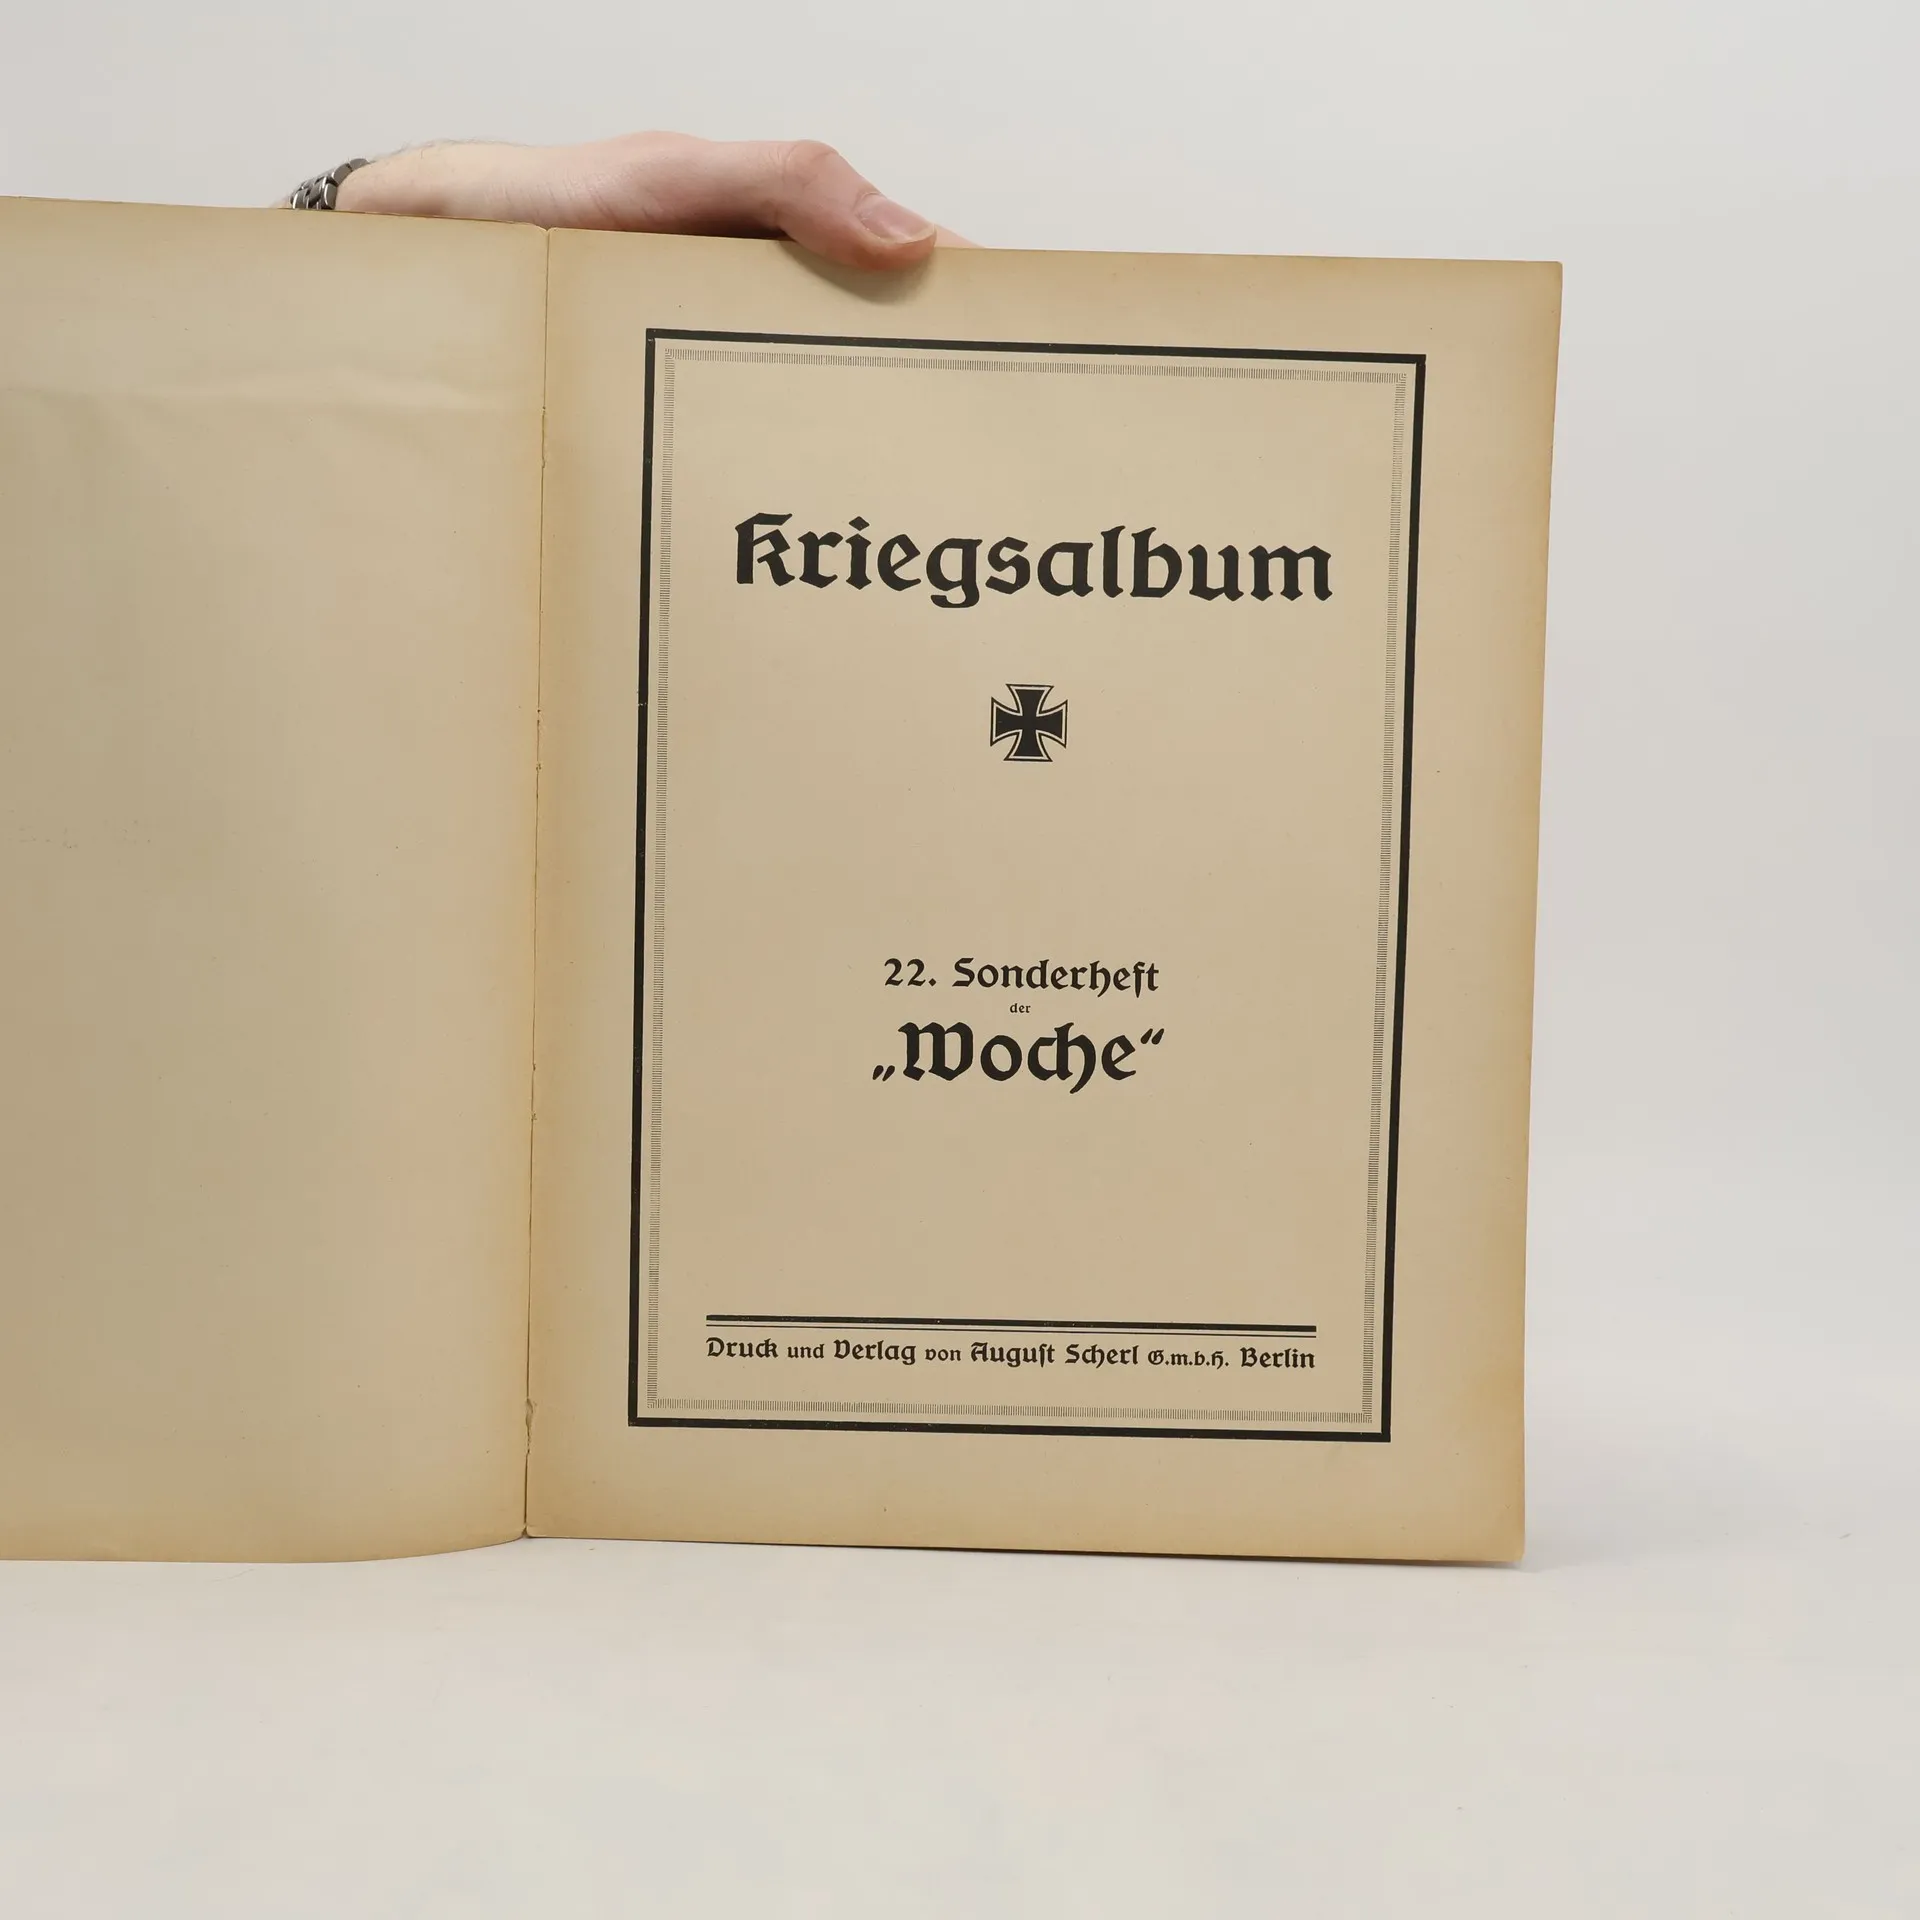 Kriegsalbum
22. Sonderheft
der
„Woche“
Druck und Verlag von Auguſt Scherl G.m.b.H. Berlin